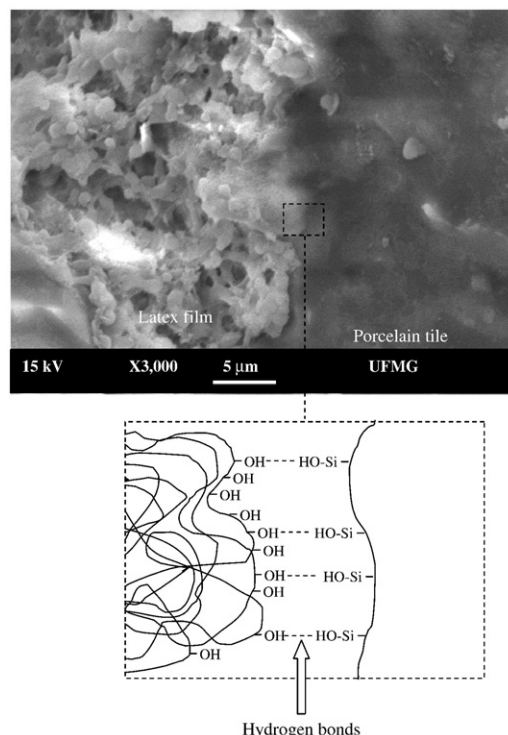 Latex film
Porcelain tile
15 kV X3,000 5 μm UFMG
OH HO-Si
OH
OH
OH
OH HO-Si
OH
OH HO-Si
OH
OH HO-Si
OH
Hydrogen bonds